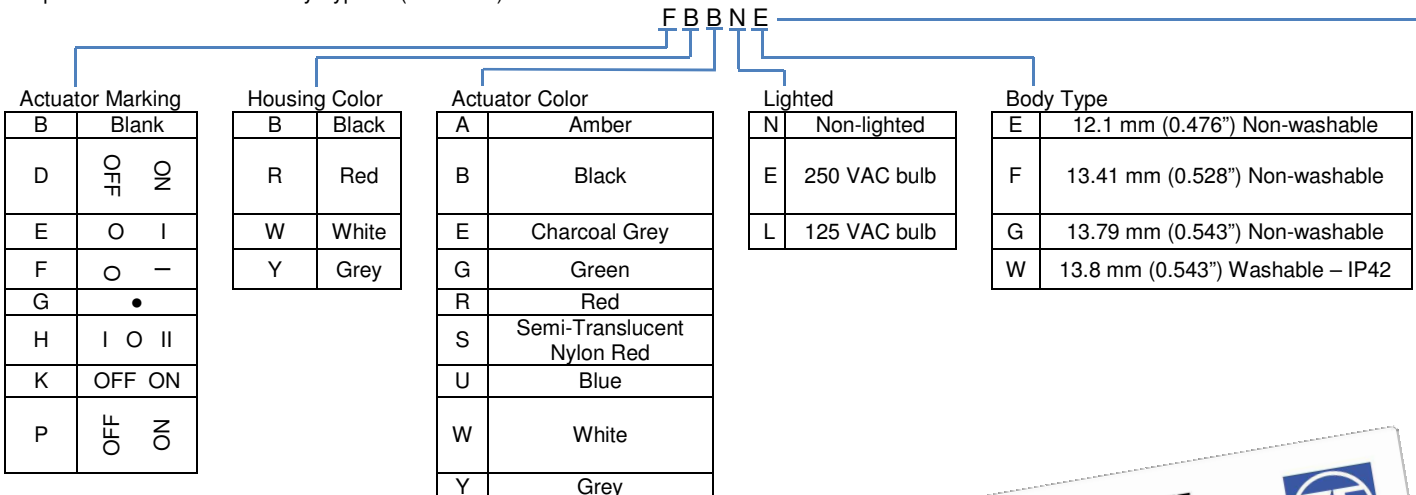 F B B N E
Actuator Marking
B Blank
D OFF ON
E O I
F O I
G ●
H I O II
K OFF ON
P OFF ON
Housing Color
B Black
R Red
W White
Y Grey
Actuator Color
A Amber
B Black
E Charcoal Grey
G Green
R Red
S Semi-Translucent
Nylon Red
U Blue
W White
Y Grey
Lighted
N Non-lighted
E 250 VAC bulb
L 125 VAC bulb
Body Type
E 12.1 mm (0.476”) Non-washable
F 13.41 mm (0.528”) Non-washable
G 13.79 mm (0.543”) Non-washable
W 13.8 mm (0.543”) Washable – IP42